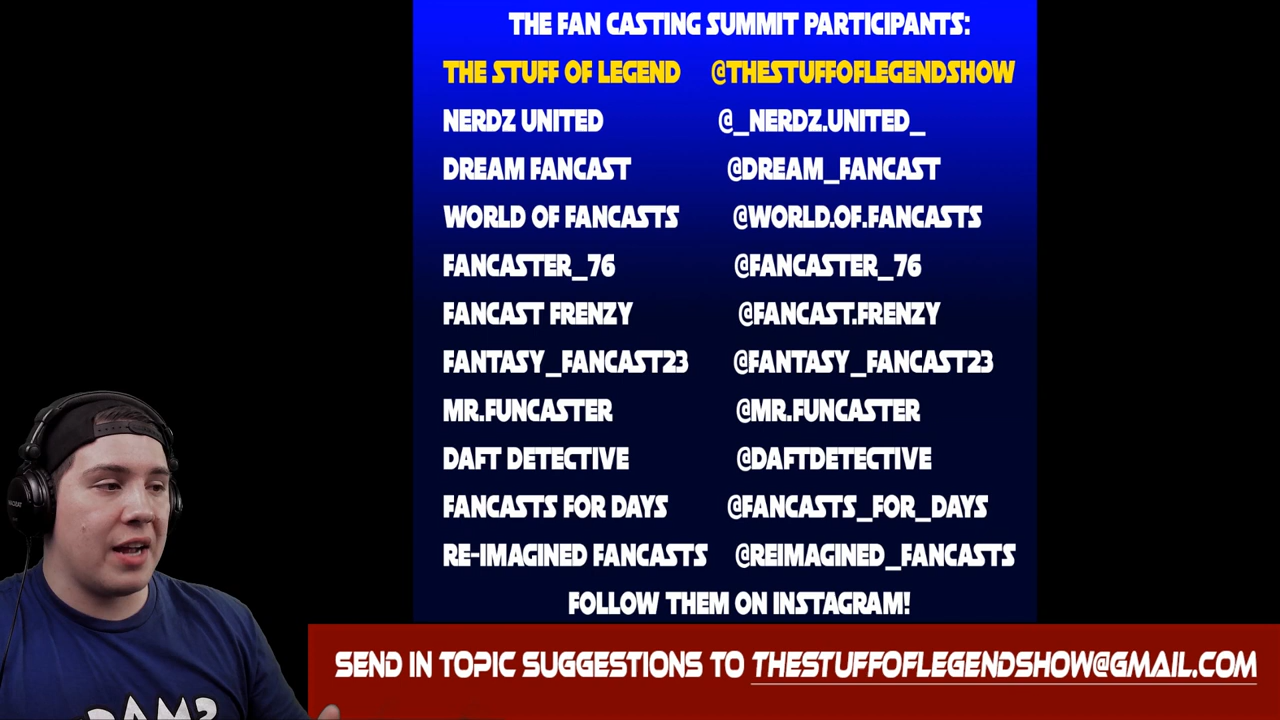 THE FAN CASTING SUMMIT PARTICIPANTS:
THE STUFF OF LEGEND @THESTUFFOFLEGENDSHOW
NERDZ UNITED @_NERDZ.UNITED_
DREAM FANCAST @DREAM_FANCAST
WORLD OF FANCASTS @WORLD.OF.FANCASTS
FANCASTER_76 @FANCASTER_76
FANCAST FRENZY @FANCAST.FRENZY
FANTASY_FANCAST23 @FANTASY_FANCAST23
MR.FUNCASTER @MR.FUNCASTER
DAFT DETECTIVE @DAFTDETECTIVE
FANCASTS FOR DAYS @FANCASTS_FOR_DAYS
RE-IMAGINED FANCASTS @REIMAGINED_FANCASTS
FOLLOW THEM ON INSTAGRAM!
SEND IN TOPIC SUGGESTIONS TO THESTUFFOFLEGENDSHOW@GMAIL.COM